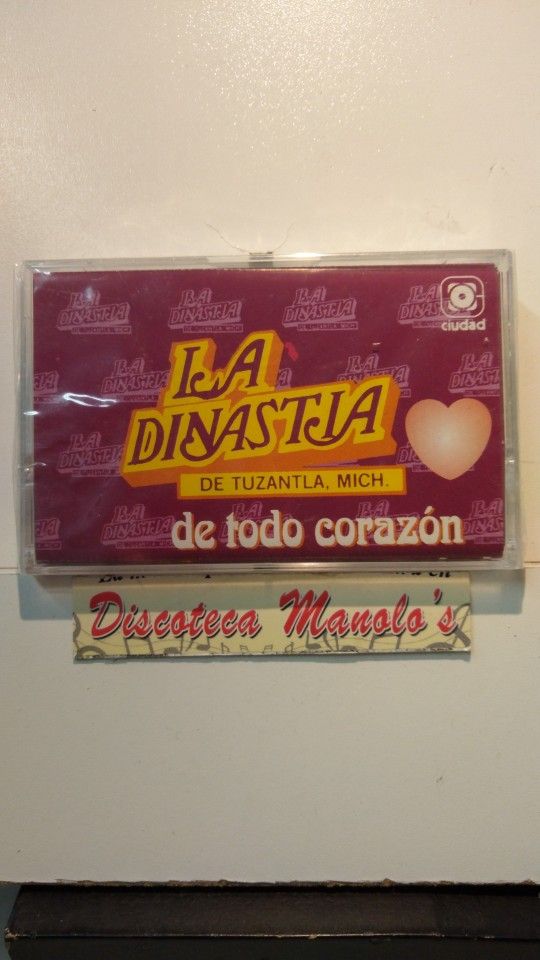 ciudad
LA
DINASTIA
DE TUZANTLA, MICH.
de todo corazón
Discoteca Manolo's